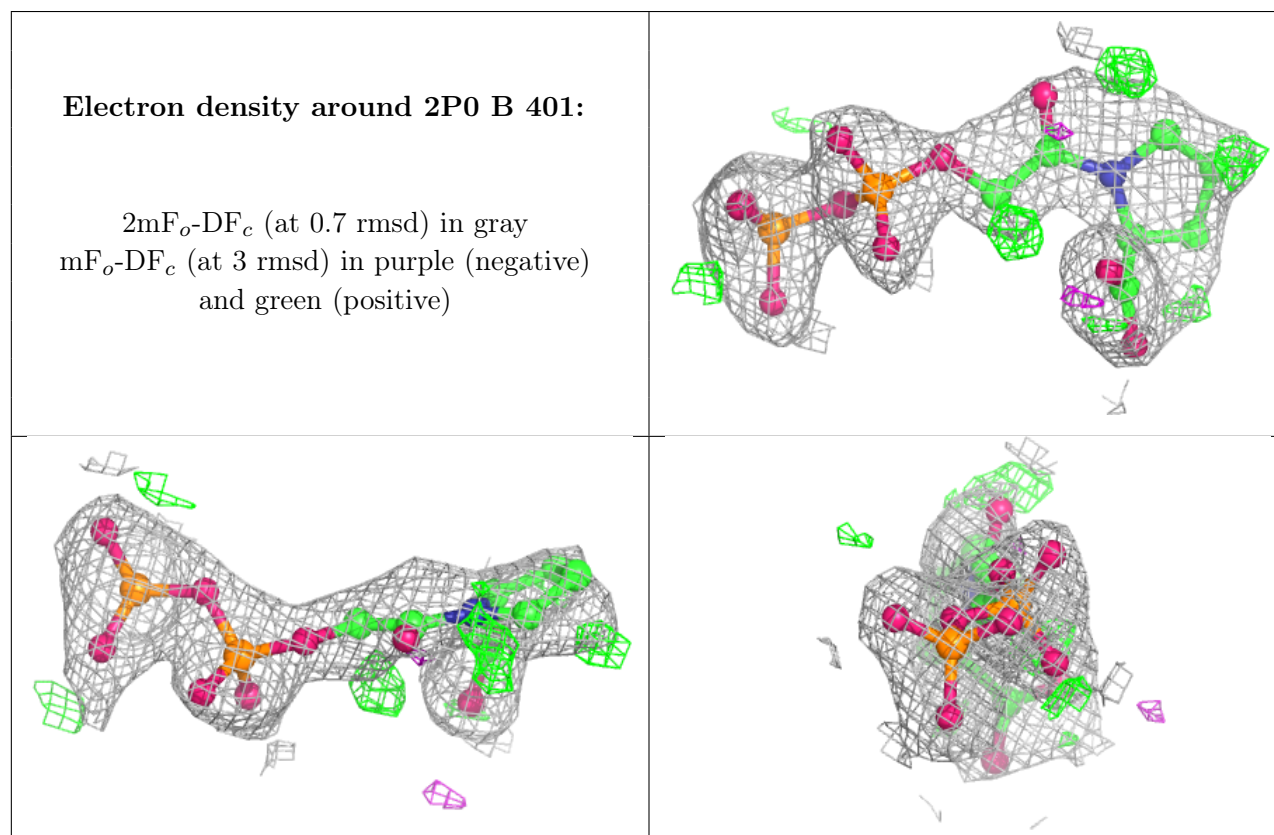 Electron density around 2P0 B 401:
2mFₒ-DF𝒸 (at 0.7 rmsd) in gray
mFₒ-DF𝒸 (at 3 rmsd) in purple (negative)
and green (positive)